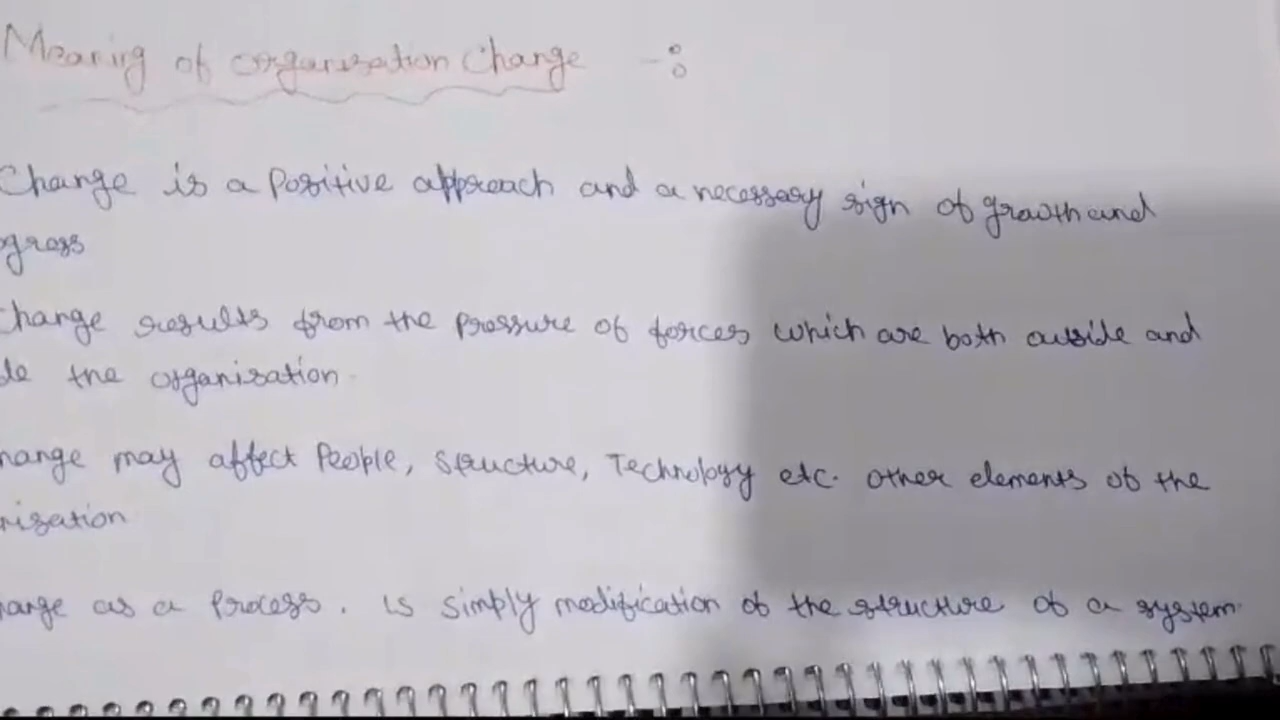 Meaning of organisation Change -:
Change is a Positive approach and a necessary sign of growth and
gress
Change results from the pressure of forces which are both outside and
de the organisation.
hange may affect People, Structure, Technology etc. other elements of the
nisation.
hange as a Process. is simply modification of the structure of a system.